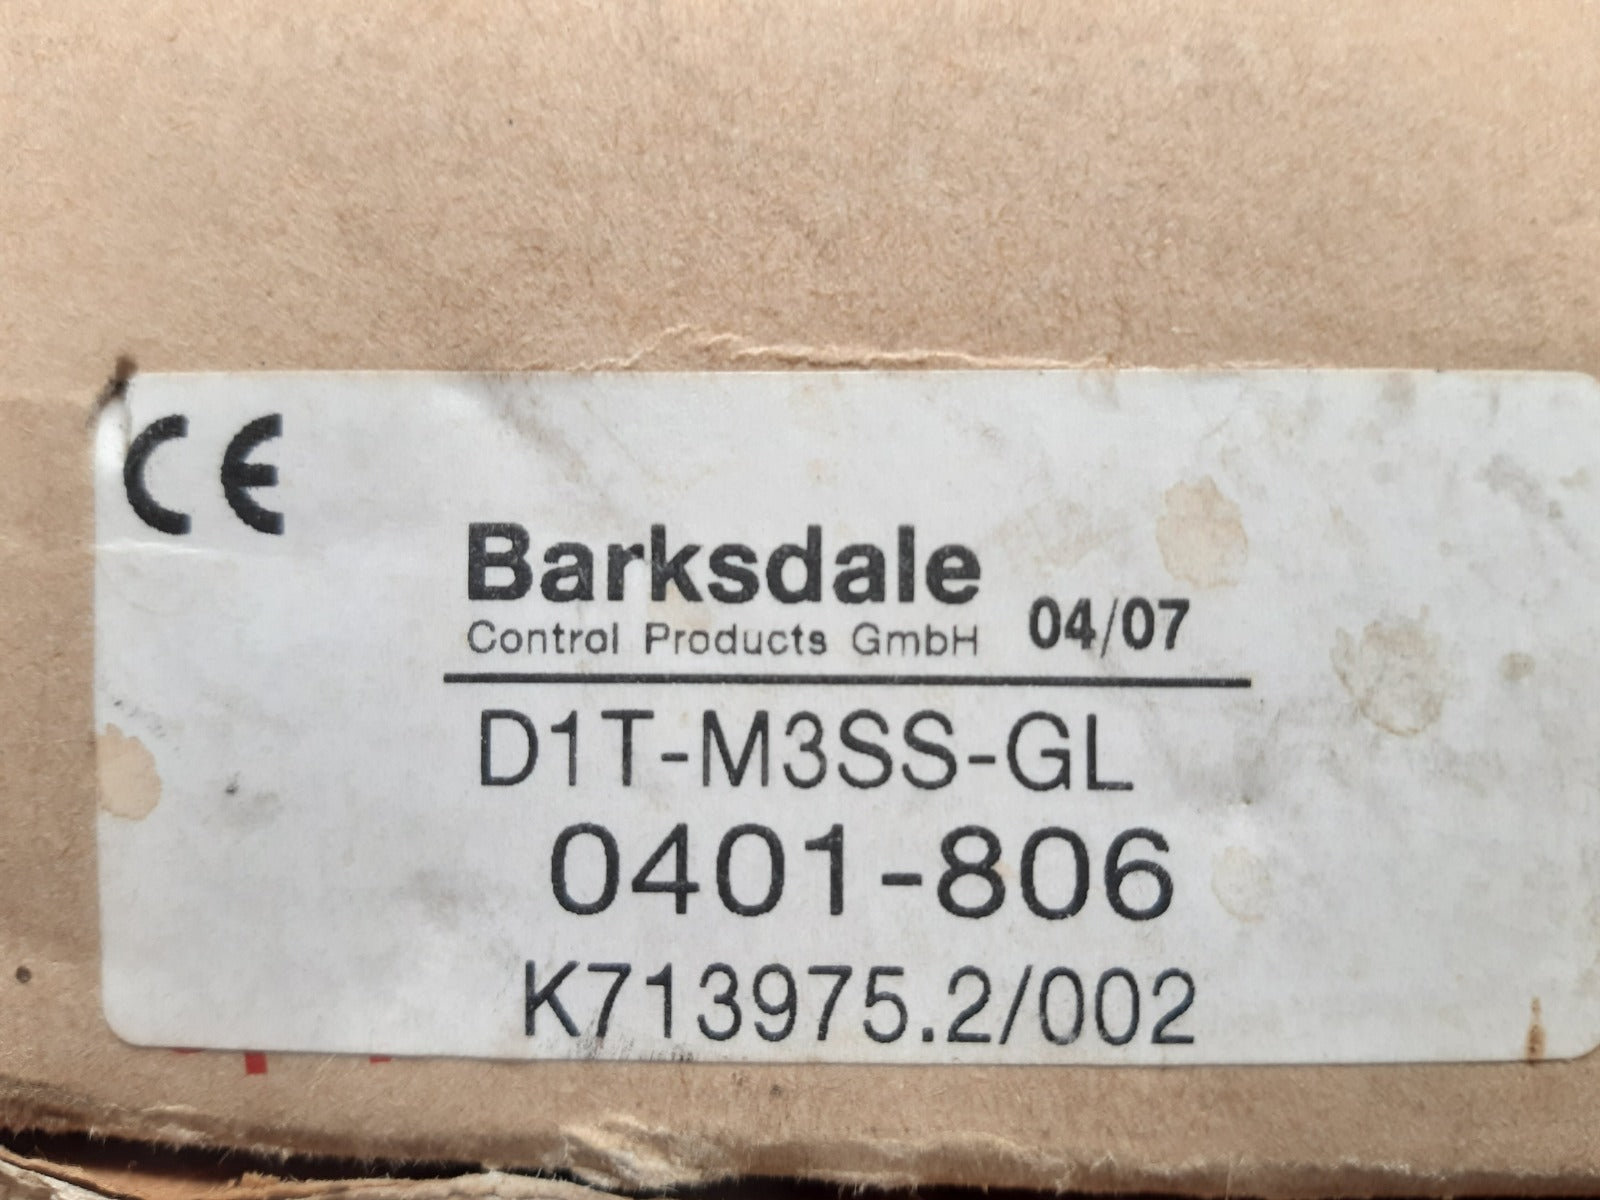 CE
Barksdale
Control Products GmbH 04/07
D1T-M3SS-GL
0401-806
K713975.2/002